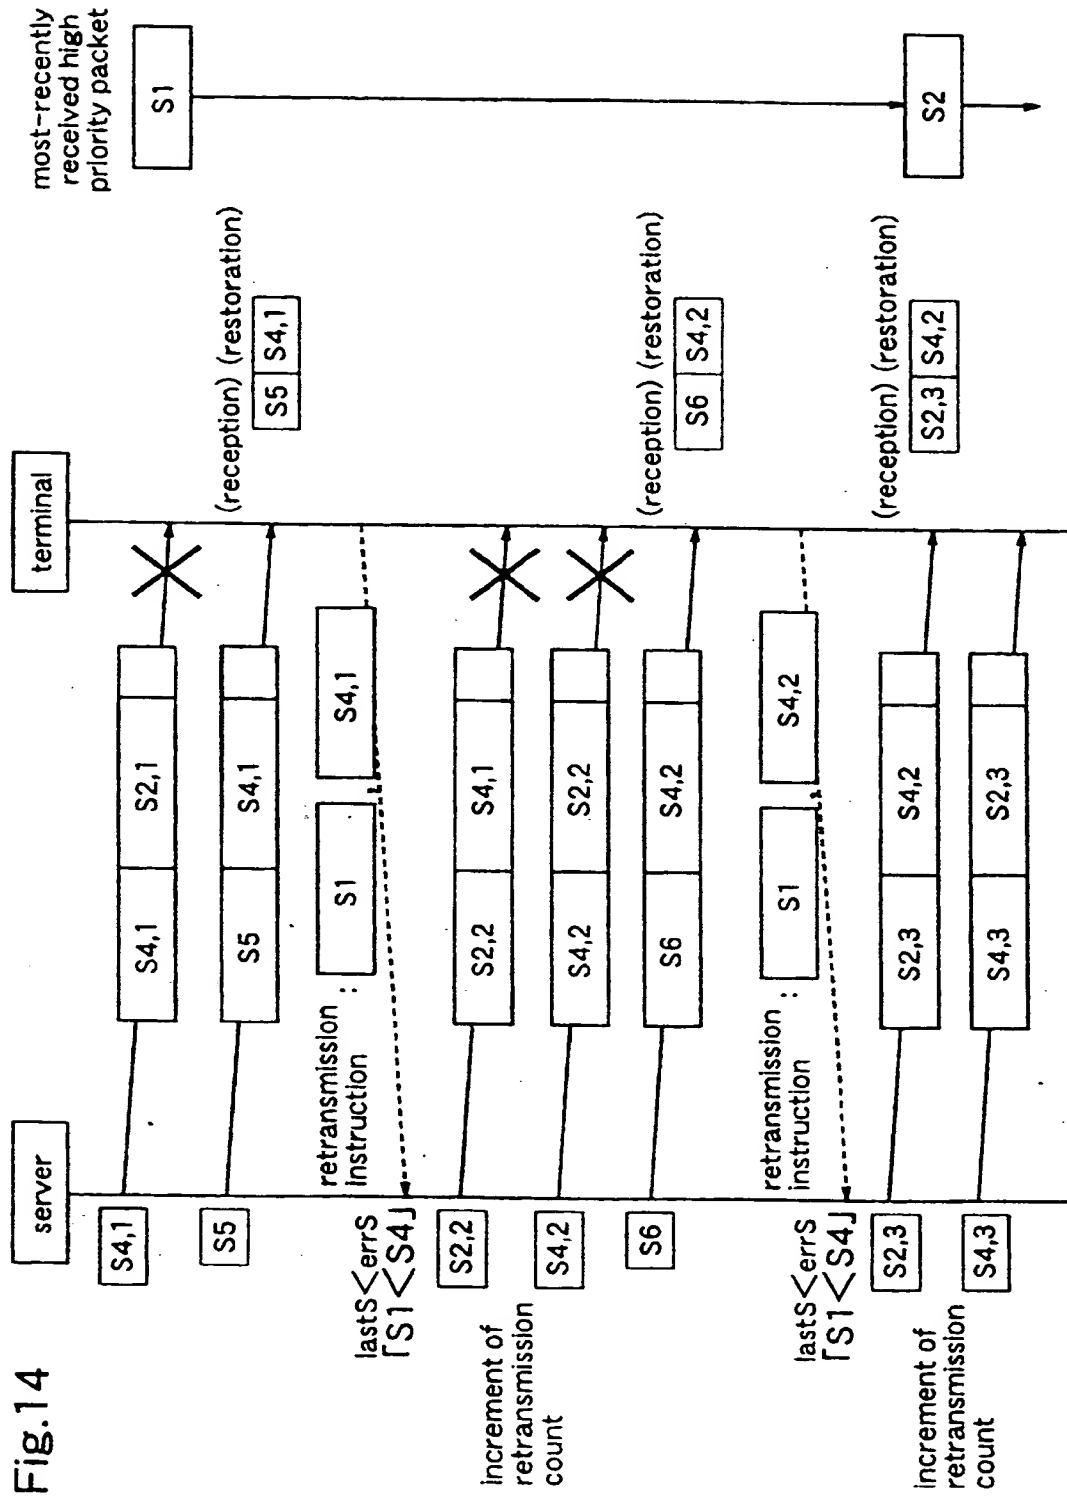 Fig.14
server
terminal
most-recently
received high
priority packet
S4,1
S4,1 S2,1
S1
S5
S5 S4,1
(reception) (restoration)
S5 S4,1
retransmission
instruction :
S1 , S4,1
lastS<errS
「S1<S4」
S2,2
S2,2 S4,1
increment of
retransmission
count
S4,2
S4,2 S2,2
S6
S6 S4,2
(reception) (restoration)
S6 S4,2
retransmission
instruction :
S1 , S4,2
lastS<errS
「S1<S4」
S2,3
S2,3 S4,2
(reception) (restoration)
S2,3 S4,2
S2
increment of
retransmission
count
S4,3
S4,3 S2,3